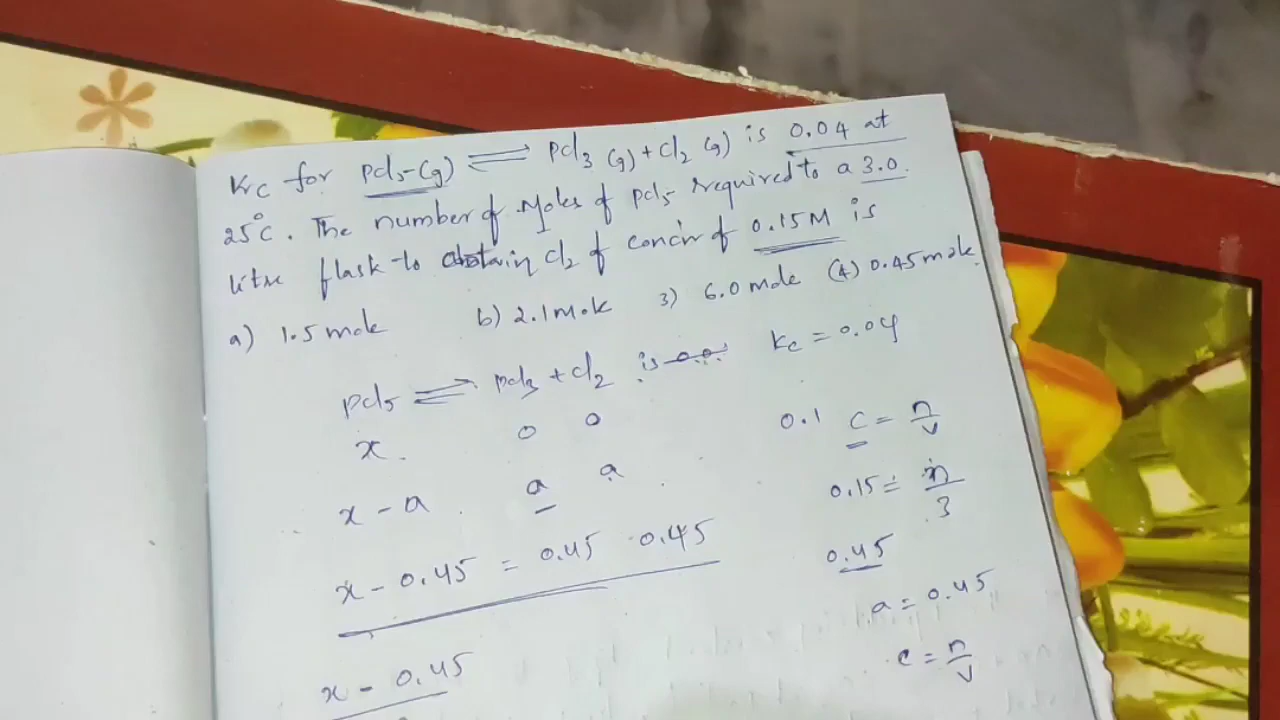 Kc for pcl5(g) ⇌ pcl3 (g) + cl2 (g) is 0.04 at
25°C. The number of Moles of pcl5 required to a 3.0
litre flask to obtain cl2 of concn of 0.15M is
a) 1.5 mole b) 2.1 mole 3) 6.0 mole (4) 0.45 mole
pcl5 ⇌ pcl3 + cl2 is 0.0 Kc = 0.04
x. 0 0 0.1 c = n/v
x - a a a 0.15 = n/3
x - 0.45 = 0.45 0.45 0.45
a = 0.45
x - 0.45 c = n/v